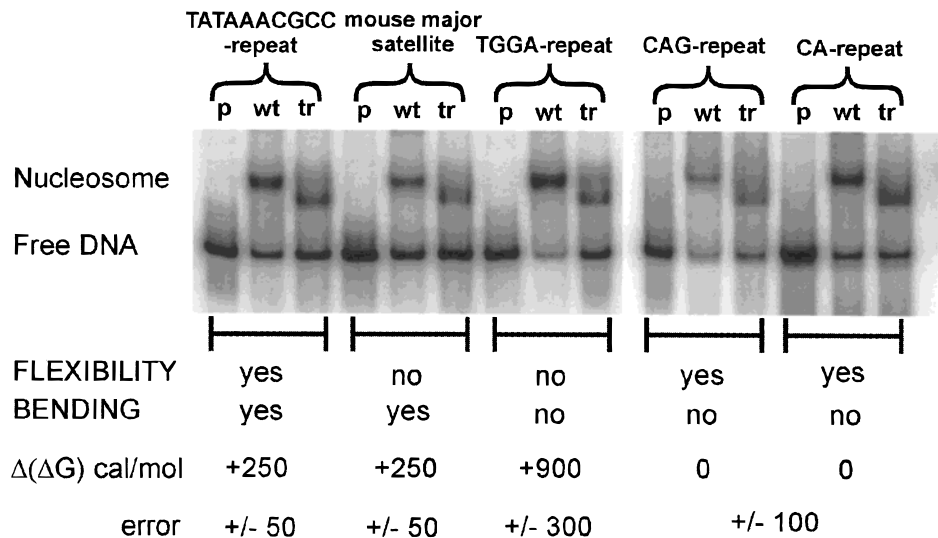 TATAAACGCC mouse major
-repeat satellite TGGA-repeat CAG-repeat CA-repeat
p wt tr p wt tr p wt tr p wt tr p wt tr
Nucleosome
Free DNA
FLEXIBILITY yes no no yes yes
BENDING yes yes no no no
Δ(ΔG) cal/mol +250 +250 +900 0 0
error +/- 50 +/- 50 +/- 300 +/- 100